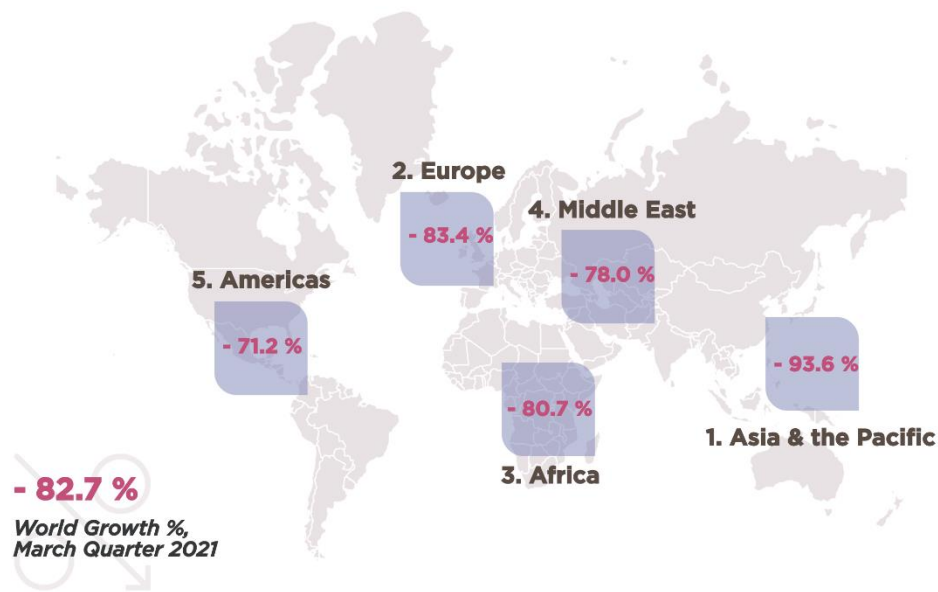 2. Europe
- 83.4 %
4. Middle East
- 78.0 %
5. Americas
- 71.2 %
- 93.6 %
1. Asia & the Pacific
- 80.7 %
3. Africa
- 82.7 %
World Growth %,
March Quarter 2021